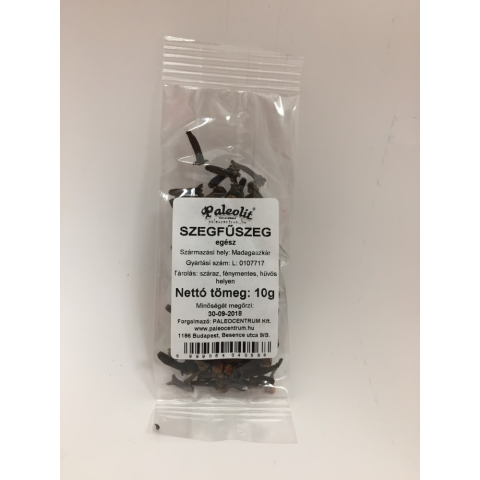 Paleolit
SZEGFŰSZEG
egész
Származási hely: Madagaszkár
Gyártási szám: L: 0107717
Tárolás: száraz, fénymentes, hűvös
helyen
Nettó tömeg: 10g
Minőségét megőrzi:
30-09-2018
Forgalmazó: PALEOCENTRUM Kft.
www.paleocentrum.hu
1186 Budapest, Besence utca 9/B.